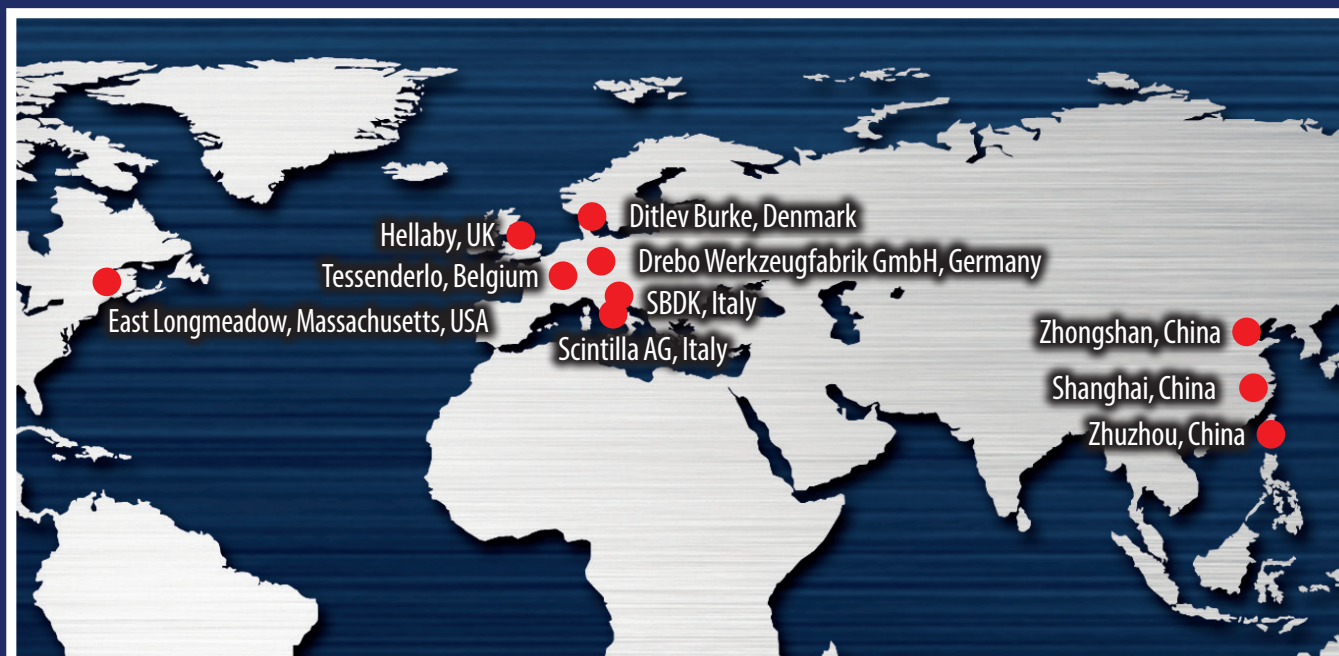 Ditlev Burke, Denmark
Hellaby, UK
Drebo Werkzeugfabrik GmbH, Germany
Tessenderlo, Belgium
SBDK, Italy
East Longmeadow, Massachusetts, USA
Scintilla AG, Italy
Zhongshan, China
Shanghai, China
Zhuzhou, China